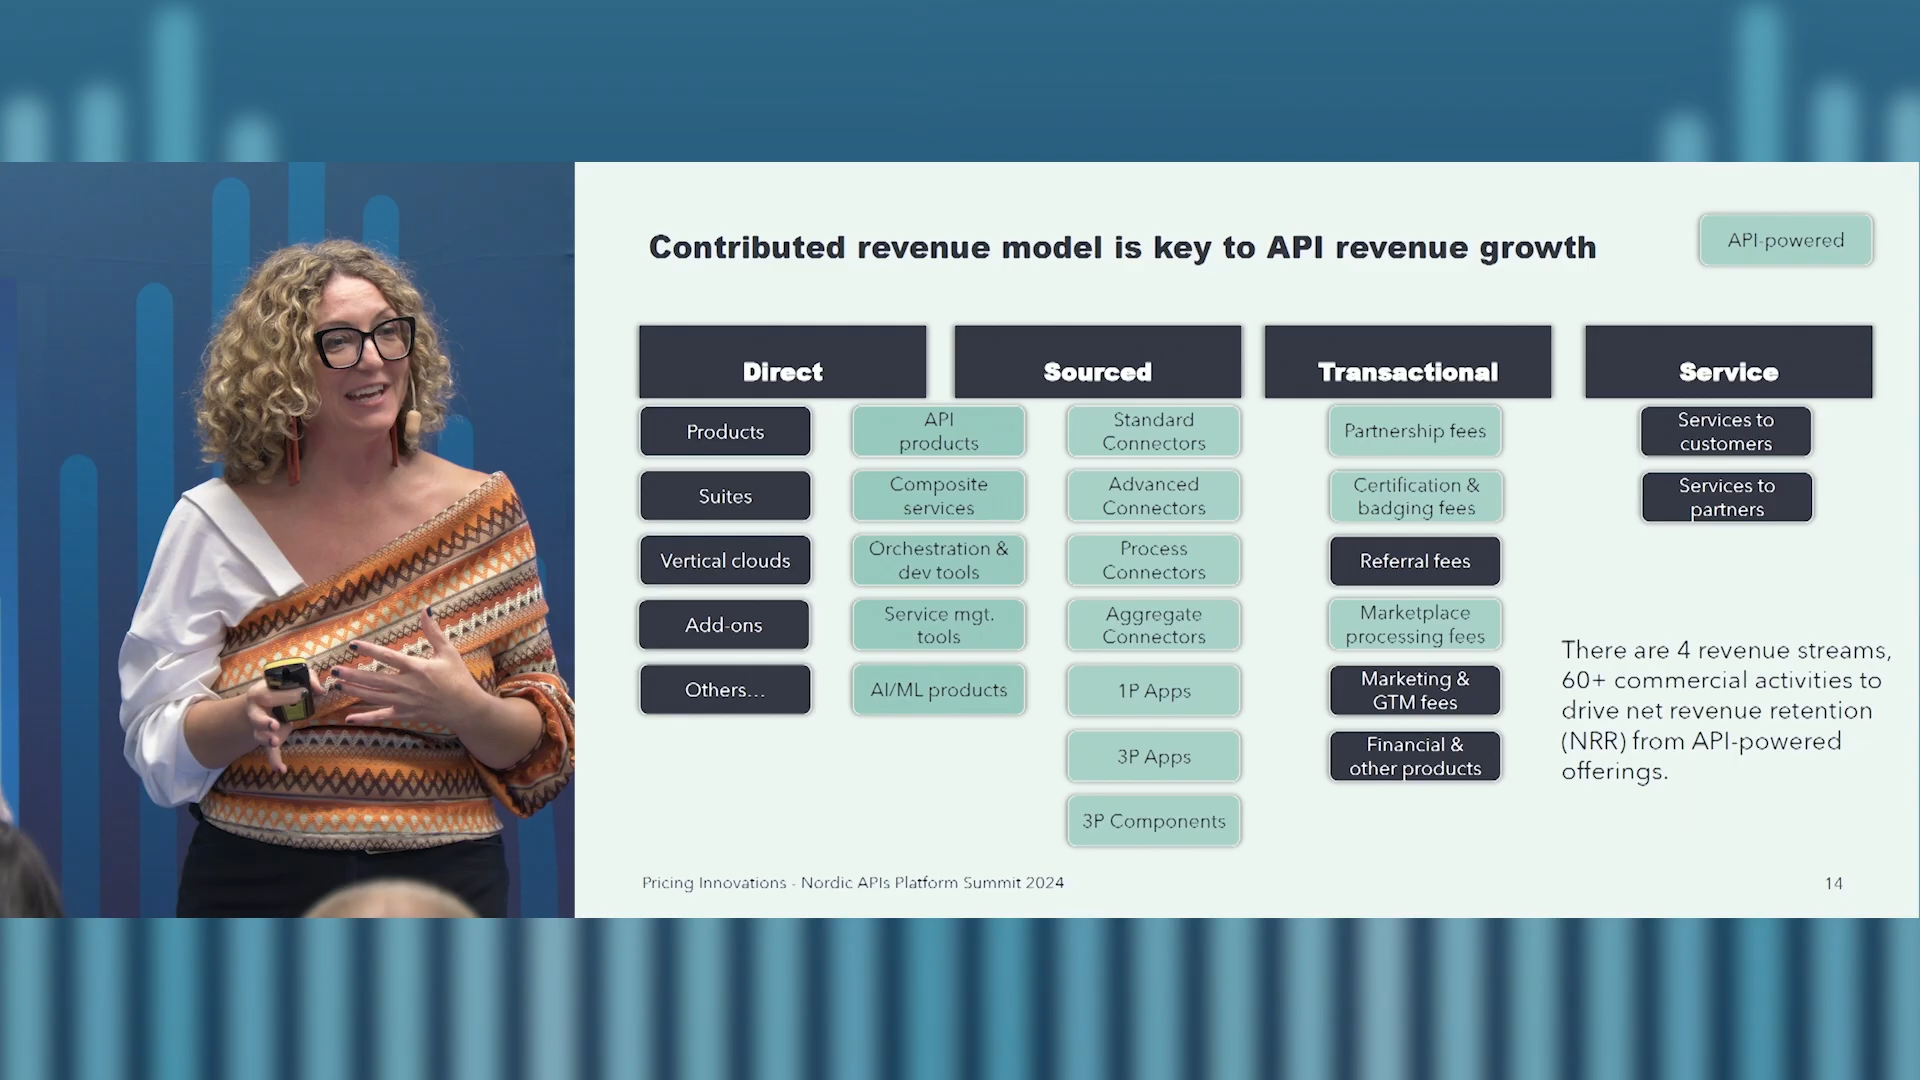 Contributed revenue model is key to API revenue growth
API-powered
Direct
Sourced
Transactional
Service
Products
Suites
Vertical clouds
Add-ons
Others...
API
products
Composite
services
Orchestration &
dev tools
Service mgt.
tools
AI/ML products
Standard
Connectors
Advanced
Connectors
Process
Connectors
Aggregate
Connectors
1P Apps
3P Apps
3P Components
Partnership fees
Certification &
badging fees
Referral fees
Marketplace
processing fees
Marketing &
GTM fees
Financial &
other products
Services to
customers
Services to
partners
There are 4 revenue streams,
60+ commercial activities to
drive net revenue retention
(NRR) from API-powered
offerings.
Pricing Innovations - Nordic APIs Platform Summit 2024
14